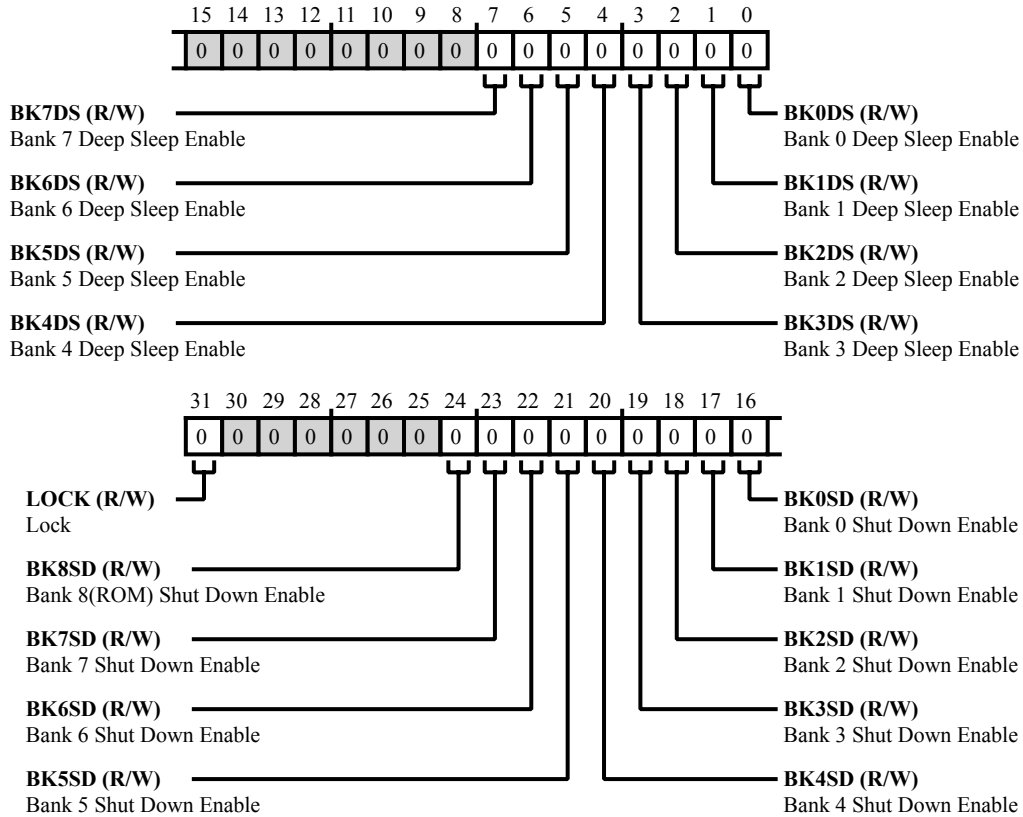 15 14 13 12 11 10 9 8 7 6 5 4 3 2 1 0
0 0 0 0 0 0 0 0 0 0 0 0 0 0 0 0
BK7DS (R/W)
Bank 7 Deep Sleep Enable
BK6DS (R/W)
Bank 6 Deep Sleep Enable
BK5DS (R/W)
Bank 5 Deep Sleep Enable
BK4DS (R/W)
Bank 4 Deep Sleep Enable
BK0DS (R/W)
Bank 0 Deep Sleep Enable
BK1DS (R/W)
Bank 1 Deep Sleep Enable
BK2DS (R/W)
Bank 2 Deep Sleep Enable
BK3DS (R/W)
Bank 3 Deep Sleep Enable
31 30 29 28 27 26 25 24 23 22 21 20 19 18 17 16
0 0 0 0 0 0 0 0 0 0 0 0 0 0 0 0
LOCK (R/W)
Lock
BK8SD (R/W)
Bank 8(ROM) Shut Down Enable
BK7SD (R/W)
Bank 7 Shut Down Enable
BK6SD (R/W)
Bank 6 Shut Down Enable
BK5SD (R/W)
Bank 5 Shut Down Enable
BK0SD (R/W)
Bank 0 Shut Down Enable
BK1SD (R/W)
Bank 1 Shut Down Enable
BK2SD (R/W)
Bank 2 Shut Down Enable
BK3SD (R/W)
Bank 3 Shut Down Enable
BK4SD (R/W)
Bank 4 Shut Down Enable